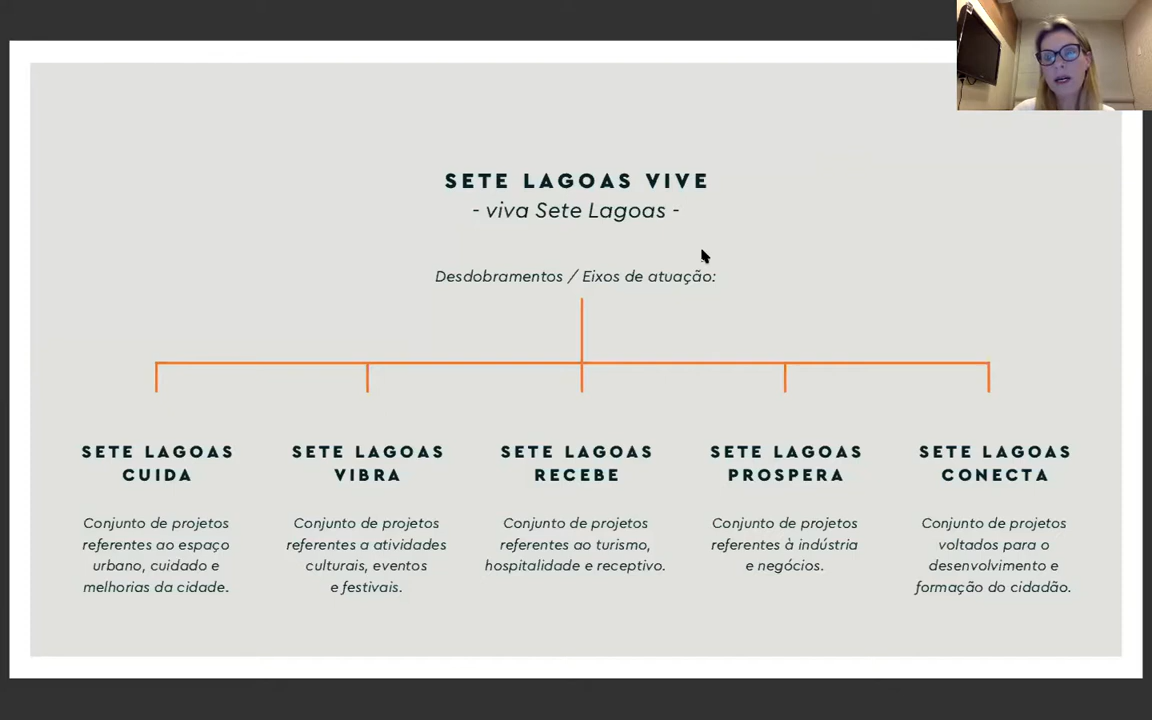 SETE LAGOAS VIVE
- viva Sete Lagoas -
Desdobramentos / Eixos de atuação:
SETE LAGOAS
CUIDA
Conjunto de projetos
referentes ao espaço
urbano, cuidado e
melhorias da cidade.
SETE LAGOAS
VIBRA
Conjunto de projetos
referentes a atividades
culturais, eventos
e festivais.
SETE LAGOAS
RECEBE
Conjunto de projetos
referentes ao turismo,
hospitalidade e receptivo.
SETE LAGOAS
PROSPERA
Conjunto de projetos
referentes à indústria
e negócios.
SETE LAGOAS
CONECTA
Conjunto de projetos
voltados para o
desenvolvimento e
formação do cidadão.